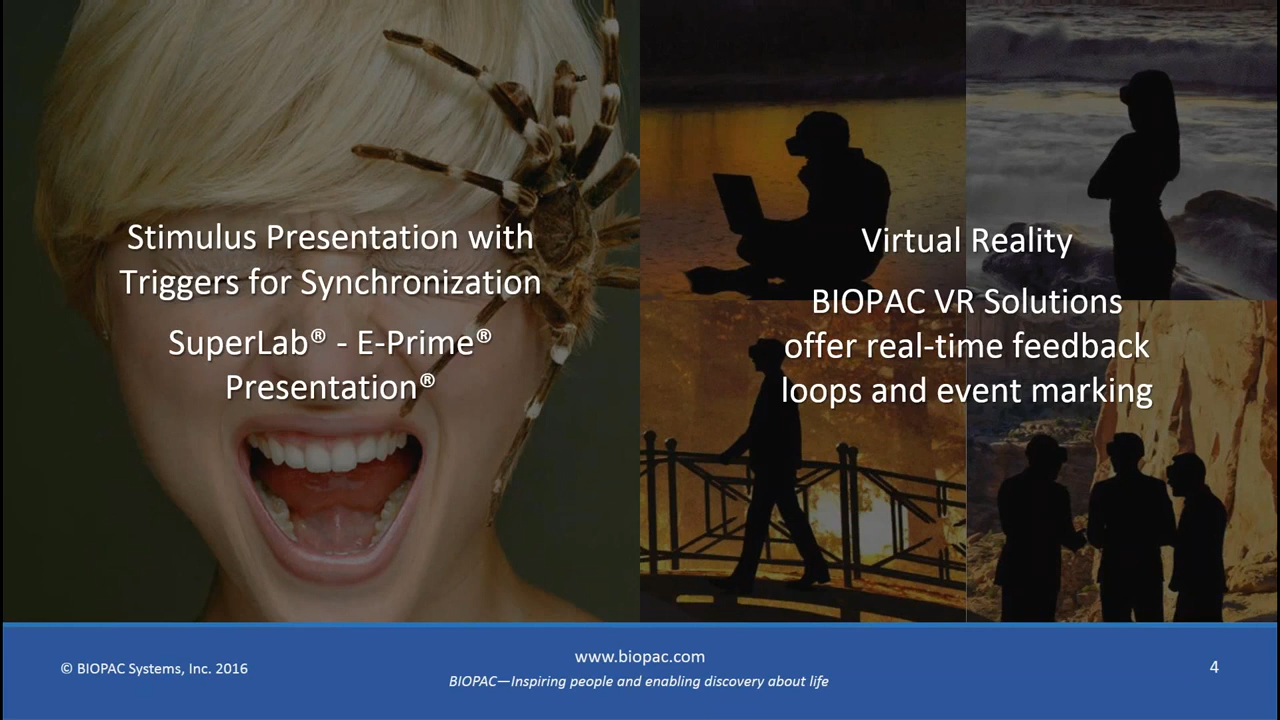 Stimulus Presentation with
Triggers for Synchronization
SuperLab® - E-Prime®
Presentation®
Virtual Reality
BIOPAC VR Solutions
offer real-time feedback
loops and event marking
© BIOPAC Systems, Inc. 2016
www.biopac.com
BIOPAC—Inspiring people and enabling discovery about life
4